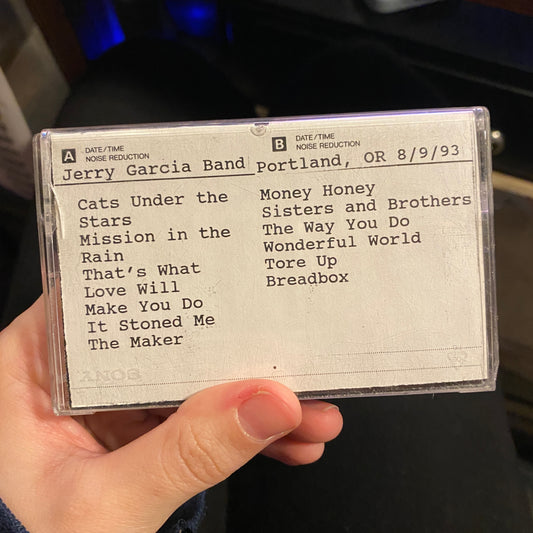 A DATE/TIME
NOISE REDUCTION
B DATE/TIME
NOISE REDUCTION
Jerry Garcia Band Portland, OR 8/9/93
Cats Under the
Stars
Mission in the
Rain
That's What
Love Will
Make You Do
It Stoned Me
The Maker
Money Honey
Sisters and Brothers
The Way You Do
Wonderful World
Tore Up
Breadbox
SONY